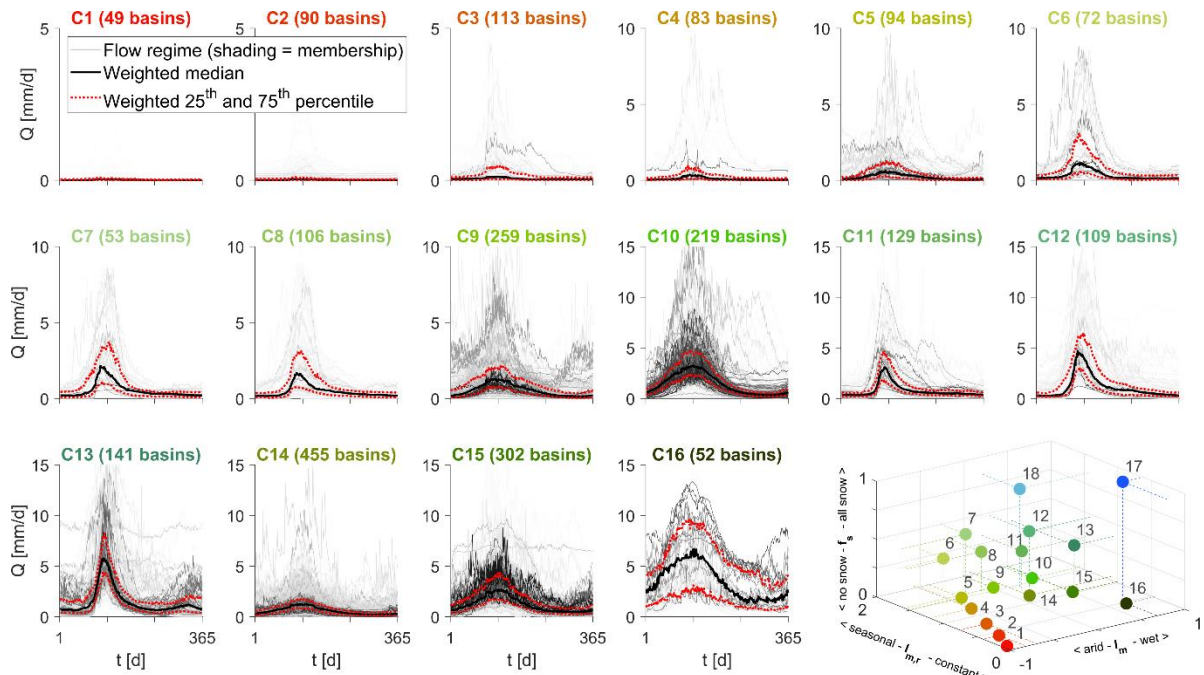 C1 (49 basins)
C2 (90 basins)
C3 (113 basins)
C4 (83 basins)
C5 (94 basins)
C6 (72 basins)
Flow regime (shading = membership)
Weighted median
Weighted 25th and 75th percentile
Q [mm/d]
5
0
5
0
5
0
10
5
0
10
5
0
10
5
0
C7 (53 basins)
C8 (106 basins)
C9 (259 basins)
C10 (219 basins)
C11 (129 basins)
C12 (109 basins)
Q [mm/d]
10
5
0
10
5
0
10
5
0
15
10
5
0
15
10
5
0
15
10
5
0
C13 (141 basins)
C14 (455 basins)
C15 (302 basins)
C16 (52 basins)
Q [mm/d]
15
10
5
0
15
10
5
0
15
10
5
0
15
10
5
0
1
365
1
365
1
365
1
365
t [d]
t [d]
t [d]
t [d]
< no snow - fs - all snow >
1
0
2
0
-1
1
< seasonal - Im,r - constant
< arid - Im - wet >
18
17
7
12
13
6
8
11
9
10
5
15
4
14
16
3
2
1